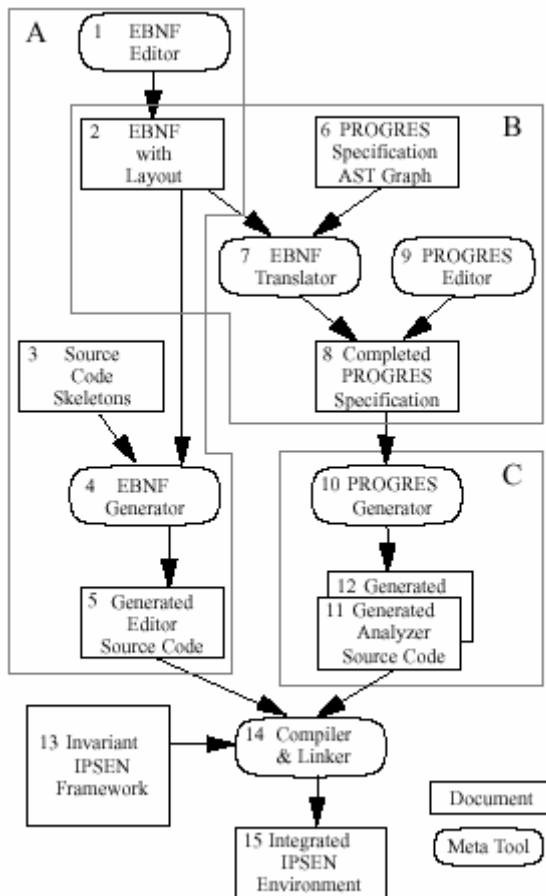 A
1 EBNF
Editor
2 EBNF
with
Layout
6 PROGRES
Specification
AST Graph
B
7 EBNF
Translator
9 PROGRES
Editor
3 Source
Code
Skeletons
8 Completed
PROGRES
Specification
4 EBNF
Generator
10 PROGRES
Generator
C
5 Generated
Editor
Source Code
12 Generated
11 Generated
Analyzer
Source Code
13 Invariant
IPSEN
Framework
14 Compiler
& Linker
15 Integrated
IPSEN
Environment
Document
Meta Tool